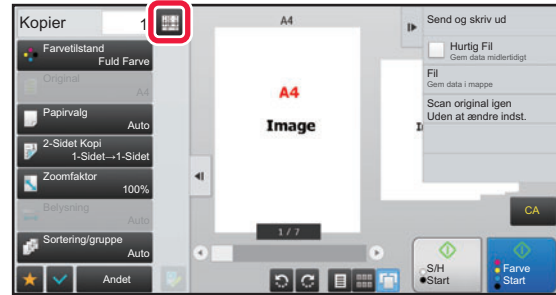 Kopier
1
Farvetilstand
Fuld Farve
Original
A4
Papirvalg
Auto
2-Sidet Kopi
1-Sidet→1-Sidet
Zoomfaktor
100%
Belysning
Auto
Sortering/gruppe
Auto
Andet
A4
A4
Image
1 / 7
Send og skriv ud
Hurtig Fil
Gem data midlertidigt
Fil
Gem data i mappe
Scan original igen
Uden at ændre indst.
CA
S/H
Start
Farve
Start